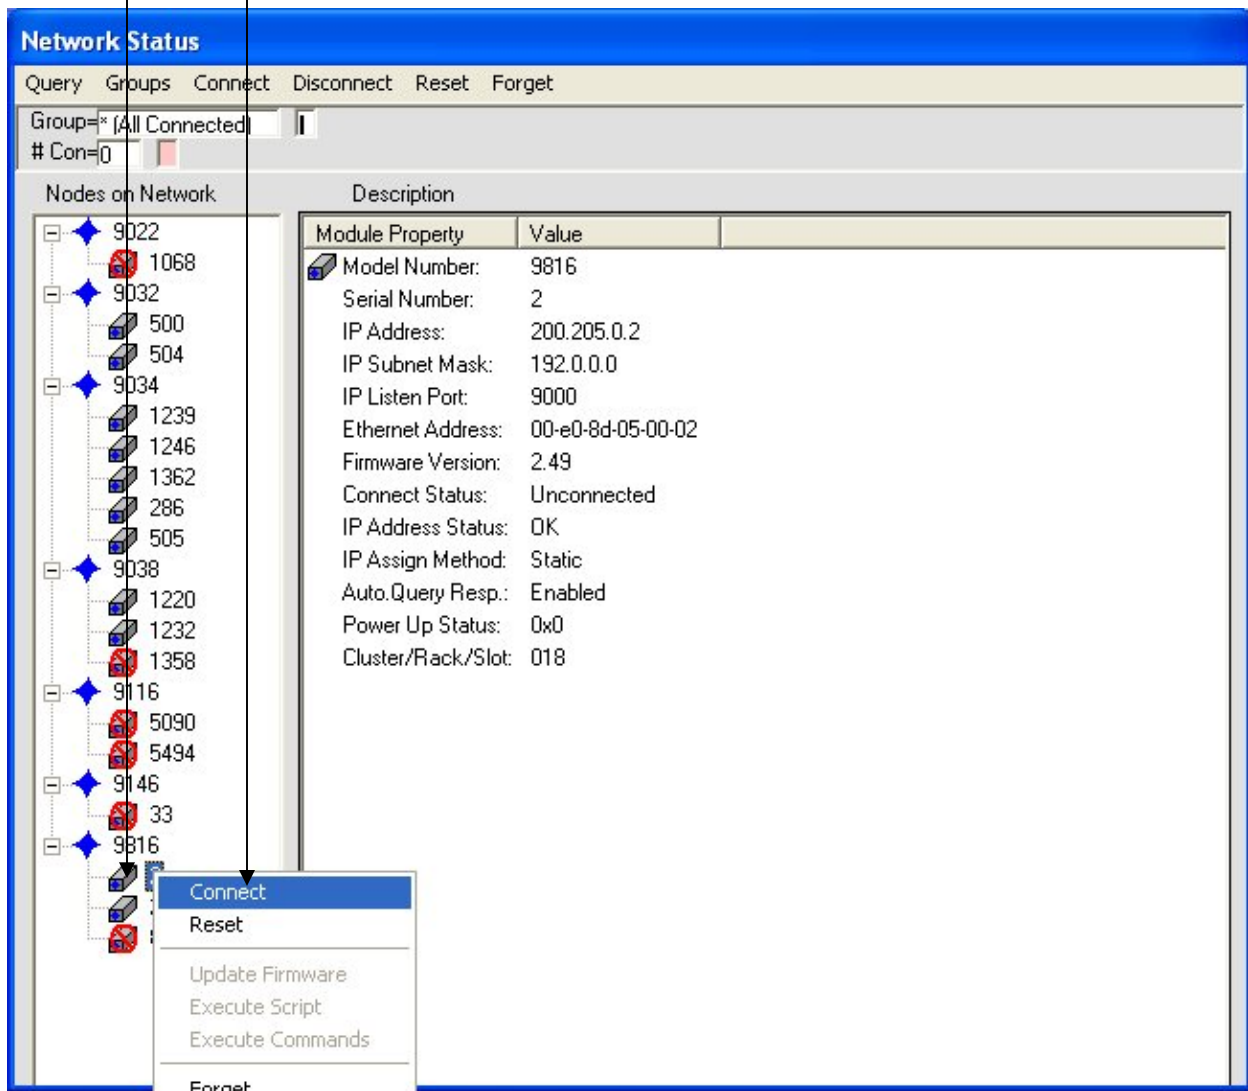 Network Status
Query Groups Connect Disconnect Reset Forget
Group= * (All Connected)
# Con= 0
Nodes on Network Description
9022
1068
9032
500
504
9034
1239
1246
1362
286
505
9038
1220
1232
1358
9116
5090
5494
9146
33
9816
Module Property Value
Model Number: 9816
Serial Number: 2
IP Address: 200.205.0.2
IP Subnet Mask: 192.0.0.0
IP Listen Port: 9000
Ethernet Address: 00-e0-8d-05-00-02
Firmware Version: 2.49
Connect Status: Unconnected
IP Address Status: OK
IP Assign Method: Static
Auto.Query Resp.: Enabled
Power Up Status: 0x0
Cluster/Rack/Slot: 018
Connect
Reset
Update Firmware
Execute Script
Execute Commands
Forget